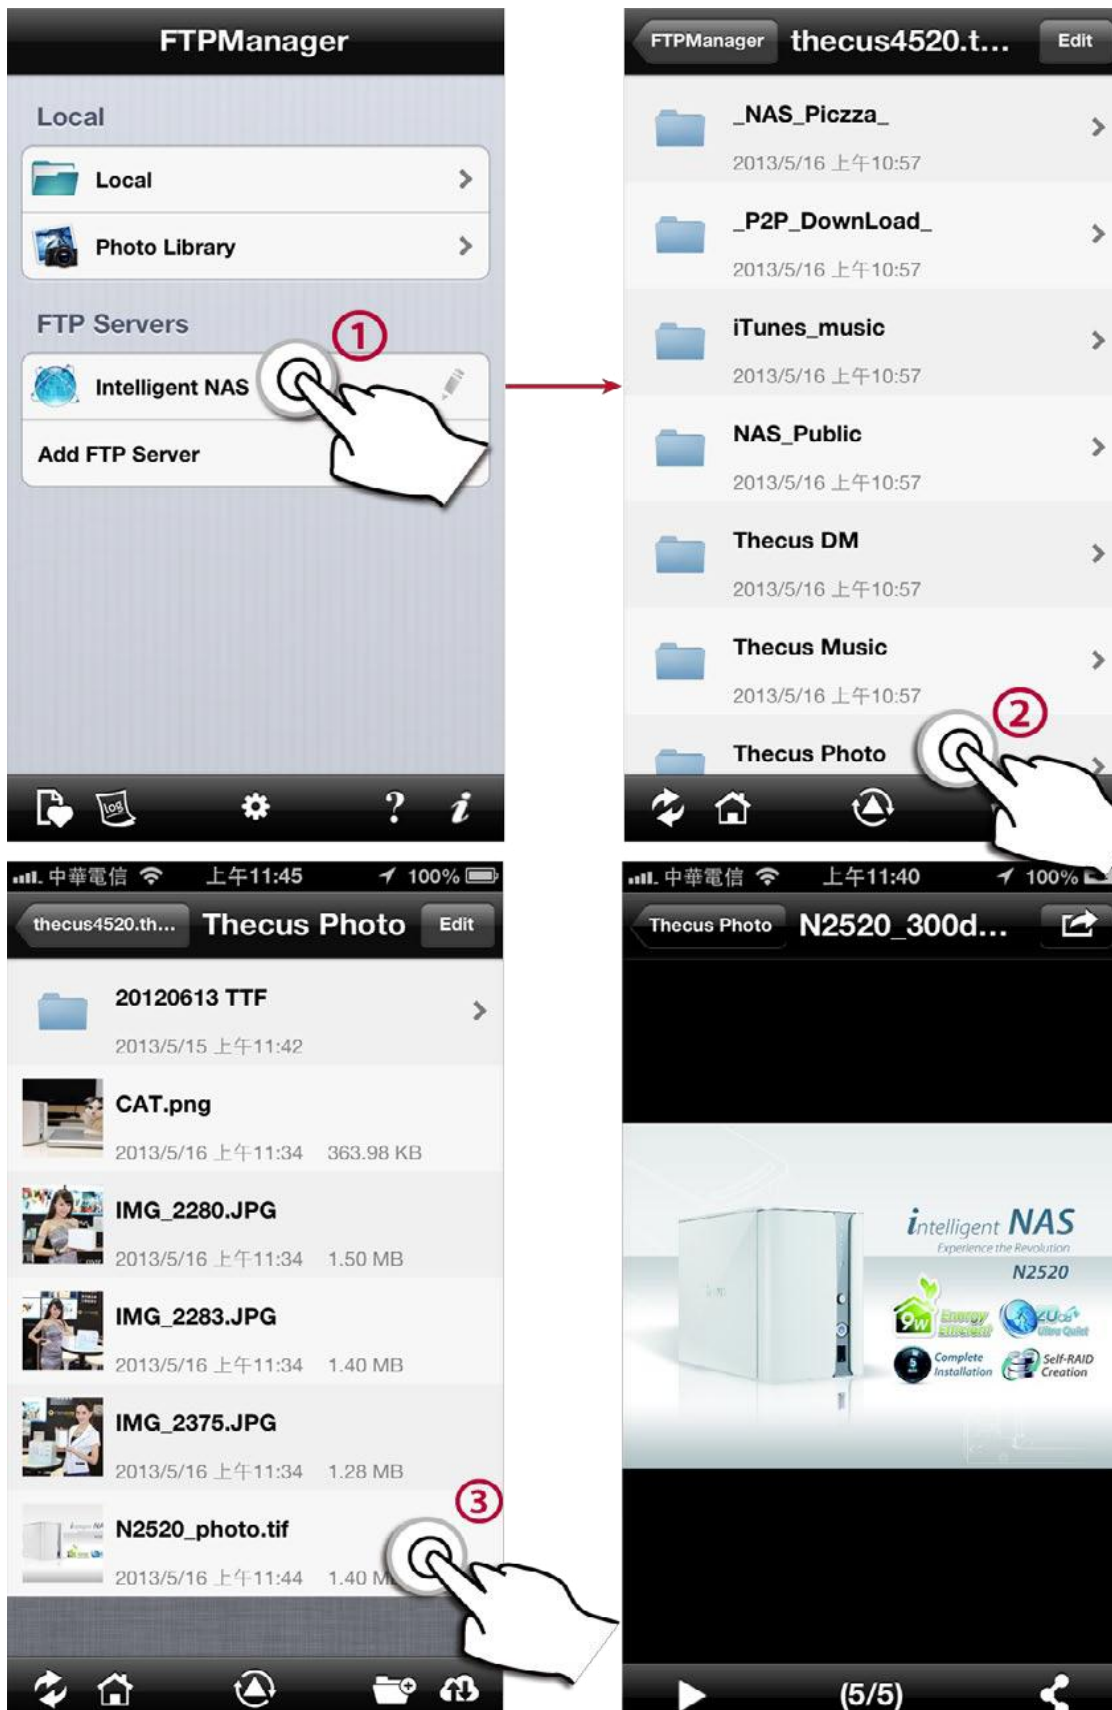 FTPManager
Local
Local
Photo Library
FTP Servers
1
Intelligent NAS
Add FTP Server
Log
?
i
FTPManager thecus4520.t... Edit
_NAS_Piczza_
2013/5/16 上午10:57
_P2P_DownLoad_
2013/5/16 上午10:57
iTunes_music
2013/5/16 上午10:57
NAS_Public
2013/5/16 上午10:57
Thecus DM
2013/5/16 上午10:57
Thecus Music
2013/5/16 上午10:57
2
Thecus Photo
中華電信 上午11:45 100%
thecus4520.th... Thecus Photo Edit
20120613 TTF
2013/5/15 上午11:42
CAT.png
2013/5/16 上午11:34 363.98 KB
IMG_2280.JPG
2013/5/16 上午11:34 1.50 MB
IMG_2283.JPG
2013/5/16 上午11:34 1.40 MB
IMG_2375.JPG
2013/5/16 上午11:34 1.28 MB
3
N2520_photo.tif
2013/5/16 上午11:44 1.40 M
中華電信 上午11:40 100%
Thecus Photo N2520_300d...
intelligent NAS
Experience the Revolution
N2520
9W Energy Efficient
Ultra Quiet
5 Complete Installation
Self-RAID Creation
(5/5)